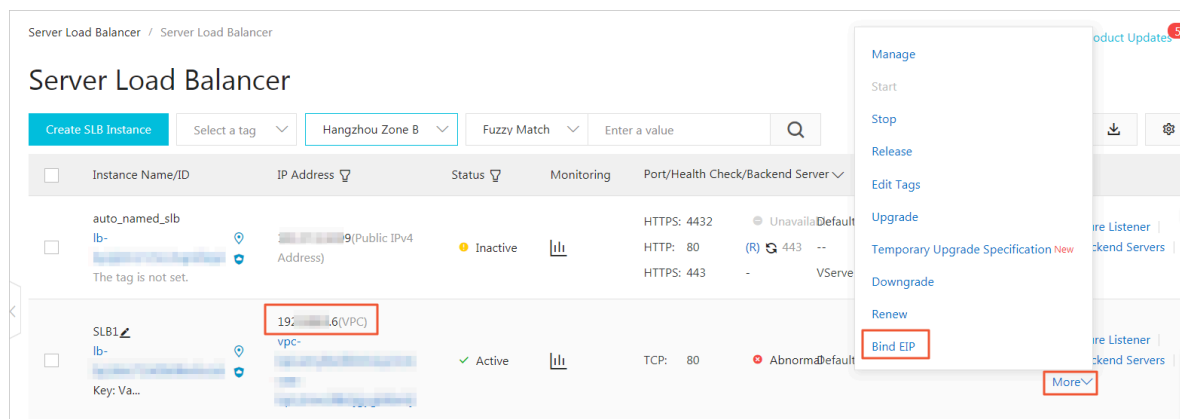 Server Load Balancer / Server Load Balancer
oduct Updates 5
Server Load Balancer
Create SLB Instance Select a tag Hangzhou Zone B Fuzzy Match Enter a value
Instance Name/ID IP Address Status Monitoring Port/Health Check/Backend Server
auto_named_slb
lb-
The tag is not set.
9(Public IPv4
Address)
Inactive
HTTPS: 4432 Unavailab Default
HTTP: 80 (R) 443 --
HTTPS: 443 - VServe
ure Listener
ckend Servers
SLB1
lb-
Key: Va...
192 .6(VPC)
vpc-
Active
TCP: 80 Abnormal Default
ure Listener
ckend Servers
More
Manage
Start
Stop
Release
Edit Tags
Upgrade
Temporary Upgrade Specification New
Downgrade
Renew
Bind EIP